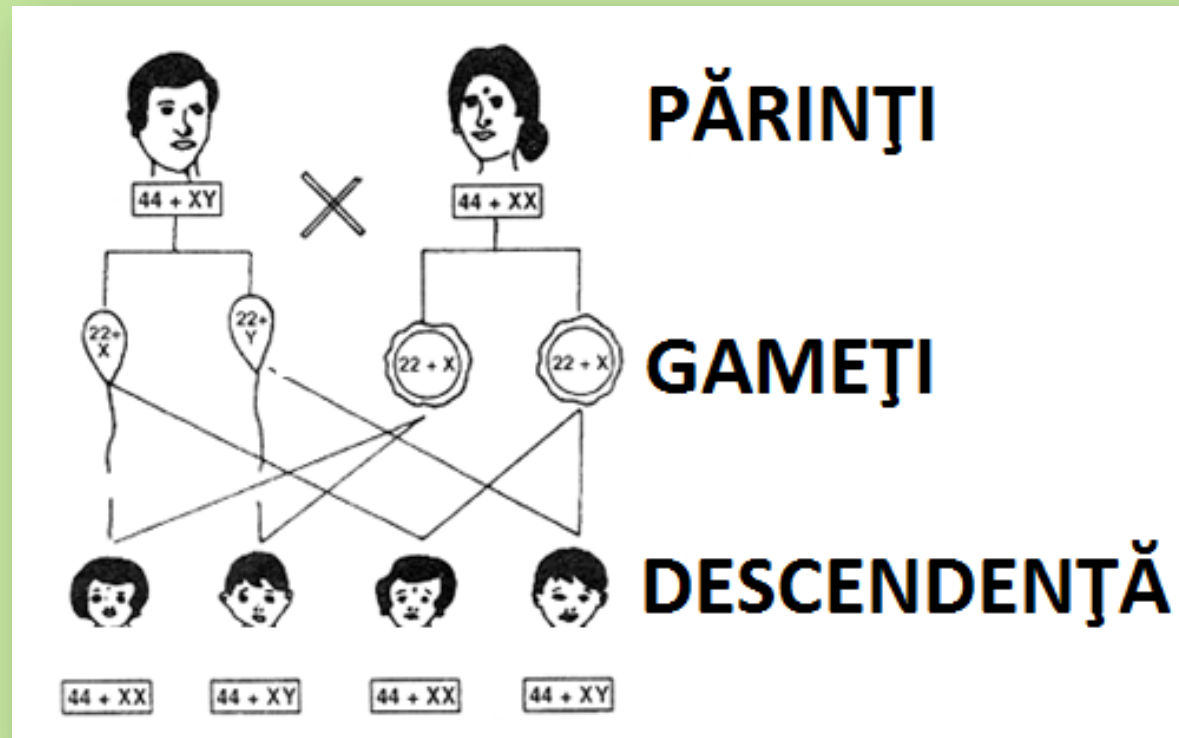 PĂRINŢI
44 + XY
44 + XX
22+
X
22+
Y
22 + X
22 + X
GAMEŢI
DESCENDENŢĂ
44 + XX
44 + XY
44 + XX
44 + XY